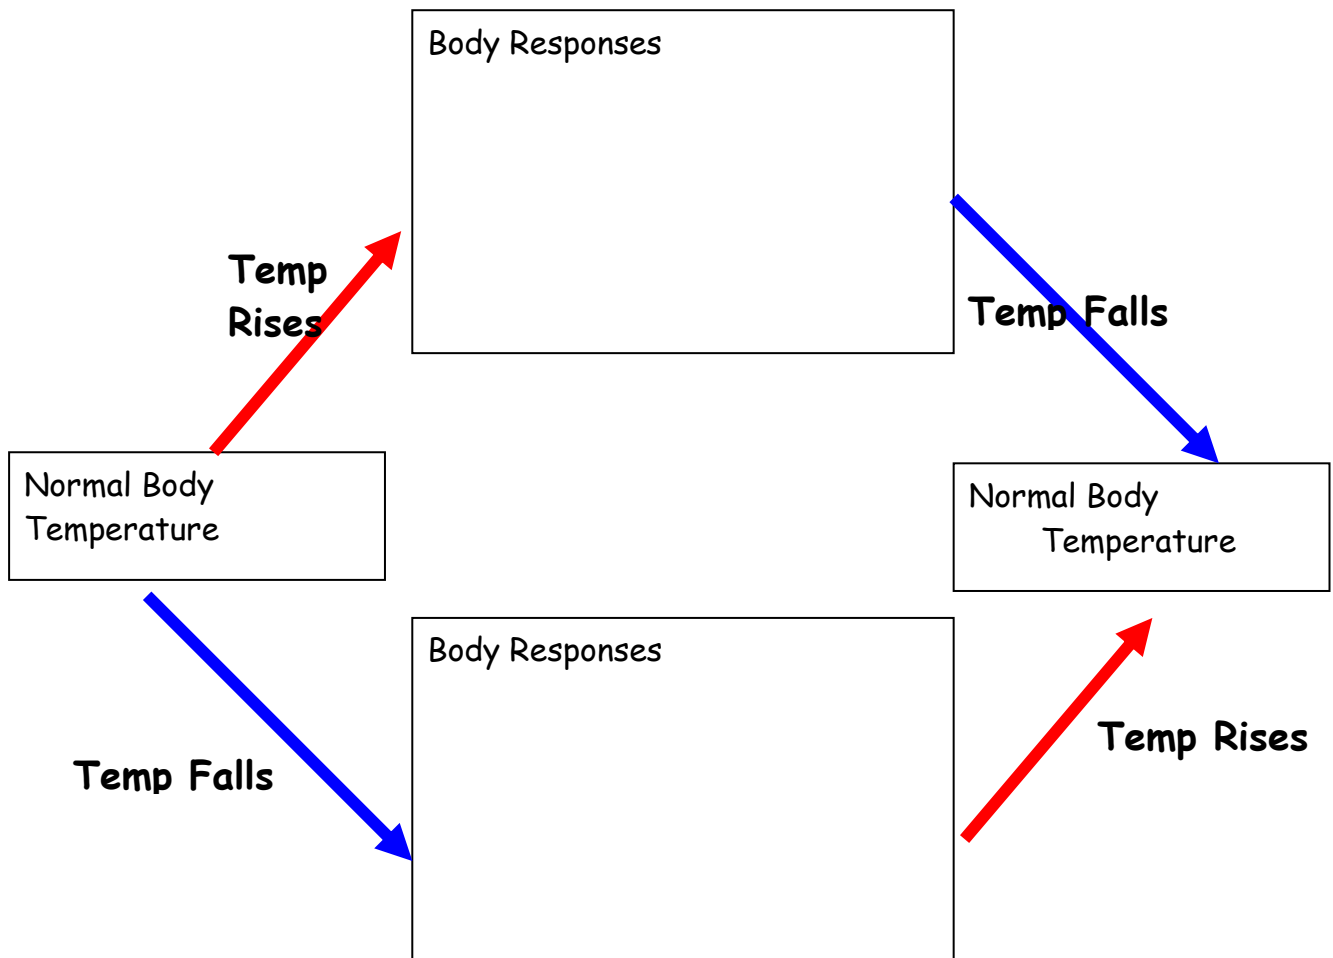 Body Responses
Temp
Rises
Temp Falls
Normal Body
Temperature
Normal Body
Temperature
Body Responses
Temp Rises
Temp Falls